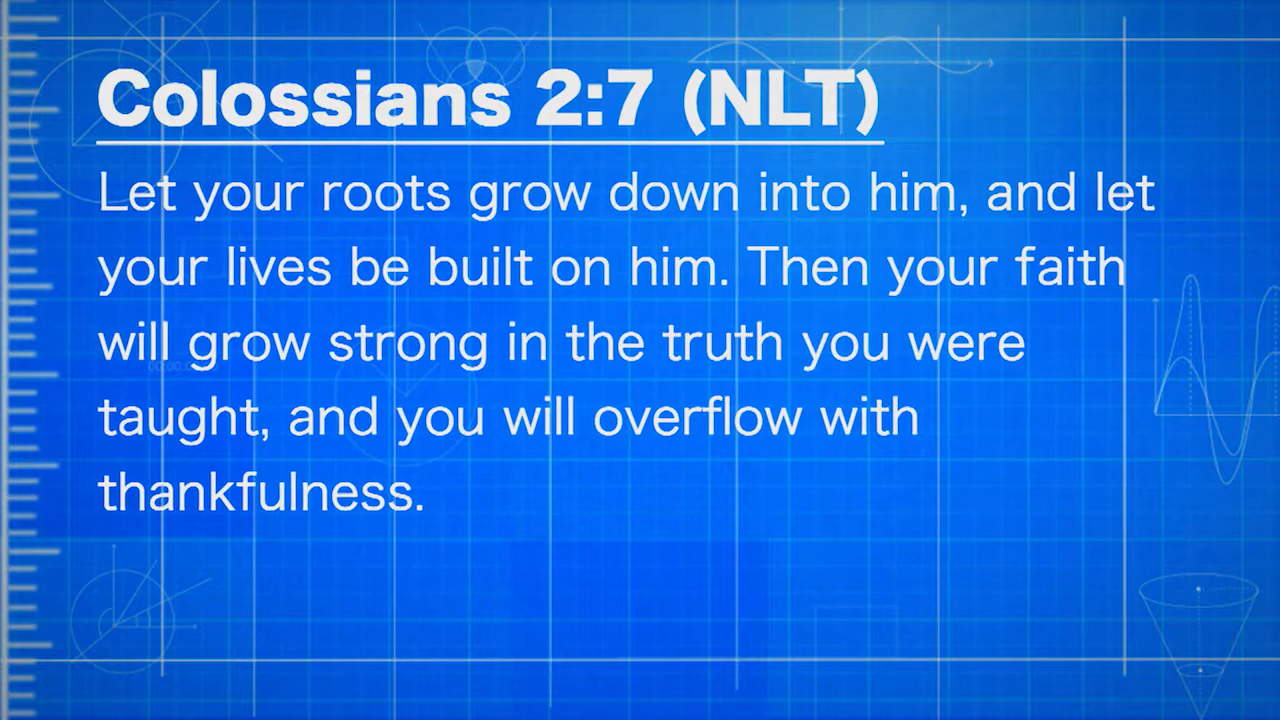 Colossians 2:7 (NLT)
Let your roots grow down into him, and let
your lives be built on him. Then your faith
will grow strong in the truth you were
taught, and you will overflow with
thankfulness.